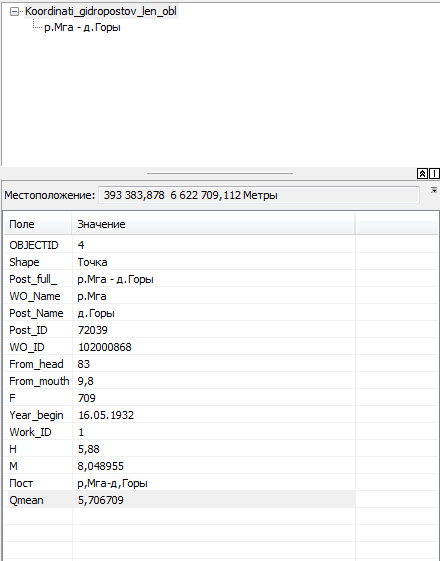 Koordinati_gidropostov_len_obl
р.Мга - д.Горы
Местоположение: 393 383,878 6 622 709,112 Метры
Поле Значение
OBJECTID 4
Shape Точка
Post_full_ р.Мга - д.Горы
WO_Name р.Мга
Post_Name д.Горы
Post_ID 72039
WO_ID 102000868
From_head 83
From_mouth 9,8
F 709
Year_begin 16.05.1932
Work_ID 1
H 5,88
M 8,048955
Пост р,Мга-д,Горы
Qmean 5,706709